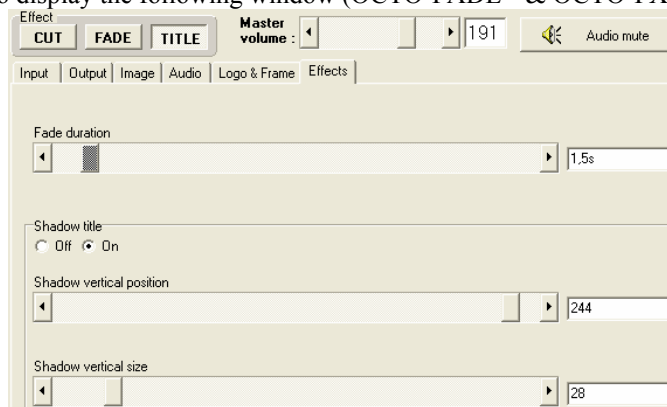 display the following window (OCTO-FADE & OCTO-FA
Effect
CUT FADE TITLE Master volume : 191 Audio mute
Input Output Image Audio Logo & Frame Effects
Fade duration
1,5s
Shadow title
Off On
Shadow vertical position
244
Shadow vertical size
28